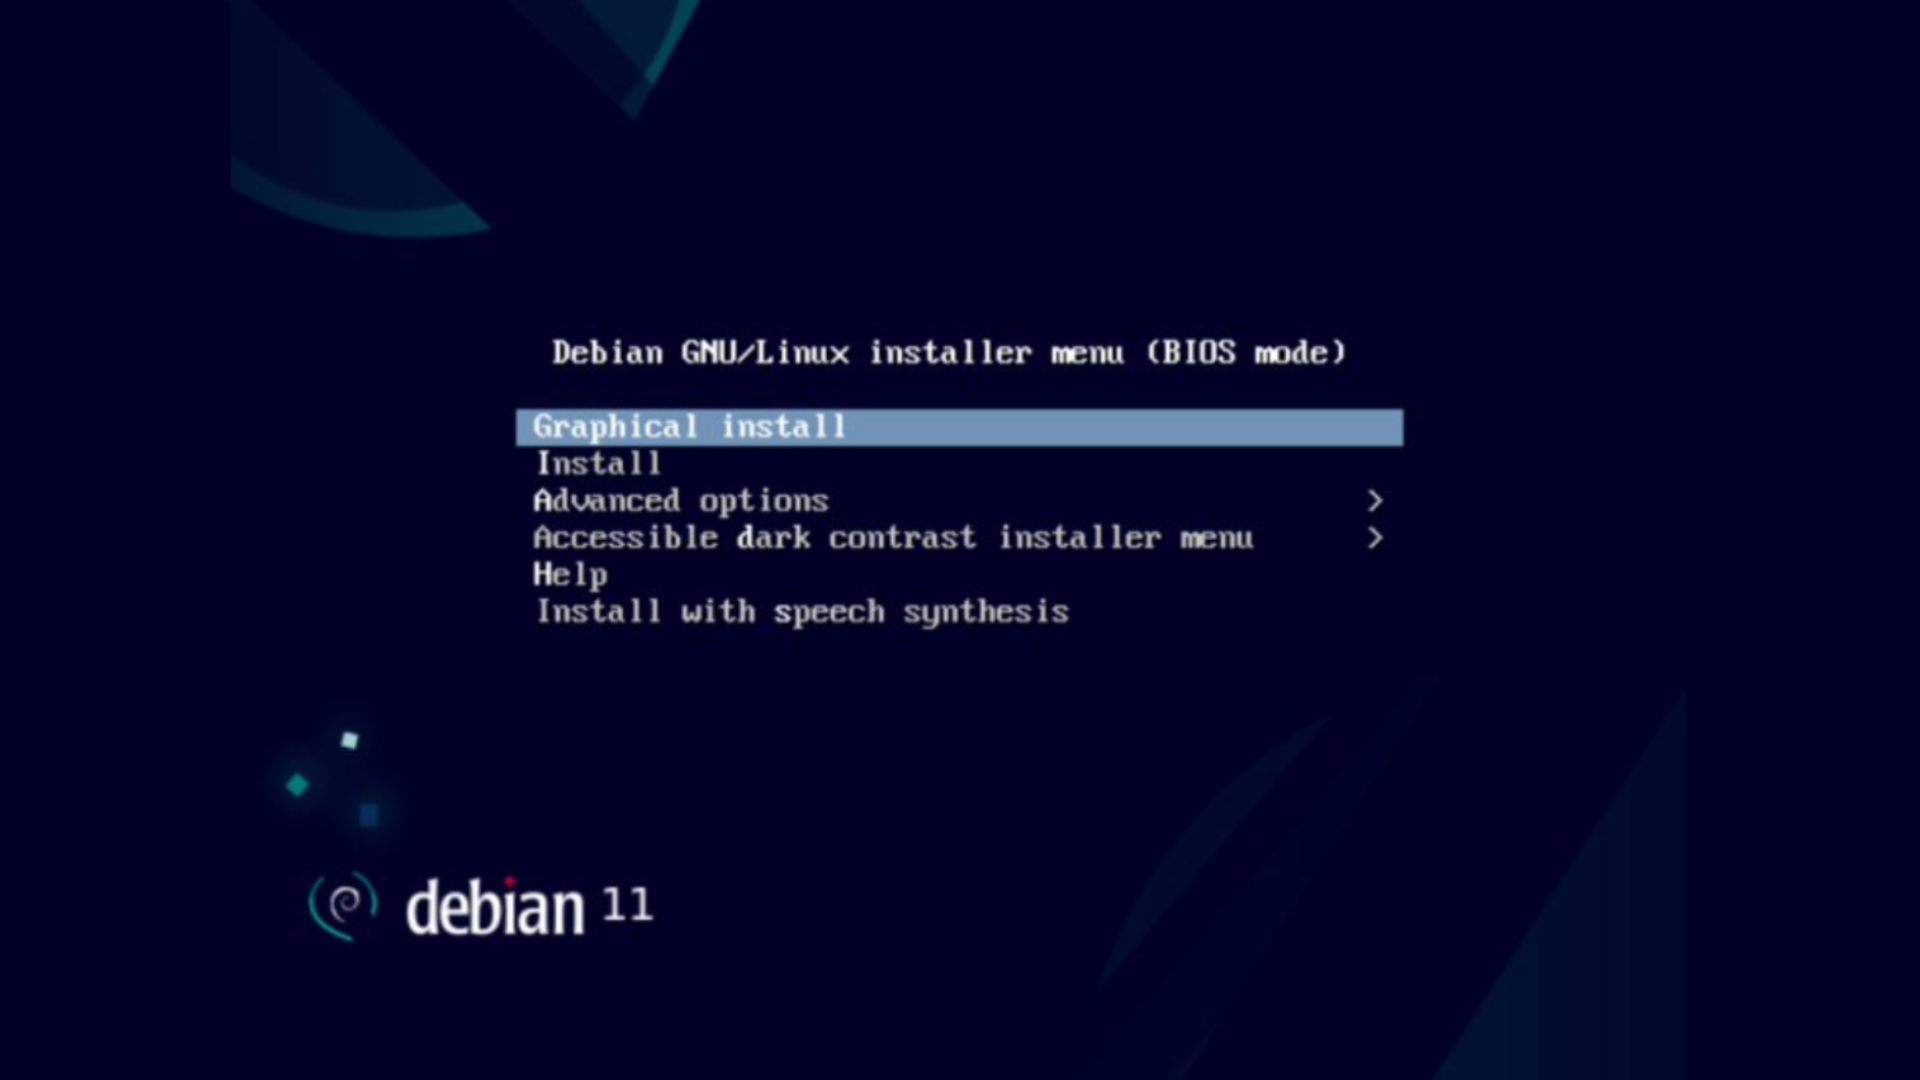 Debian GNU/Linux installer menu (BIOS mode)
Graphical install
Install
Advanced options >
Accessible dark contrast installer menu >
Help
Install with speech synthesis
debian 11